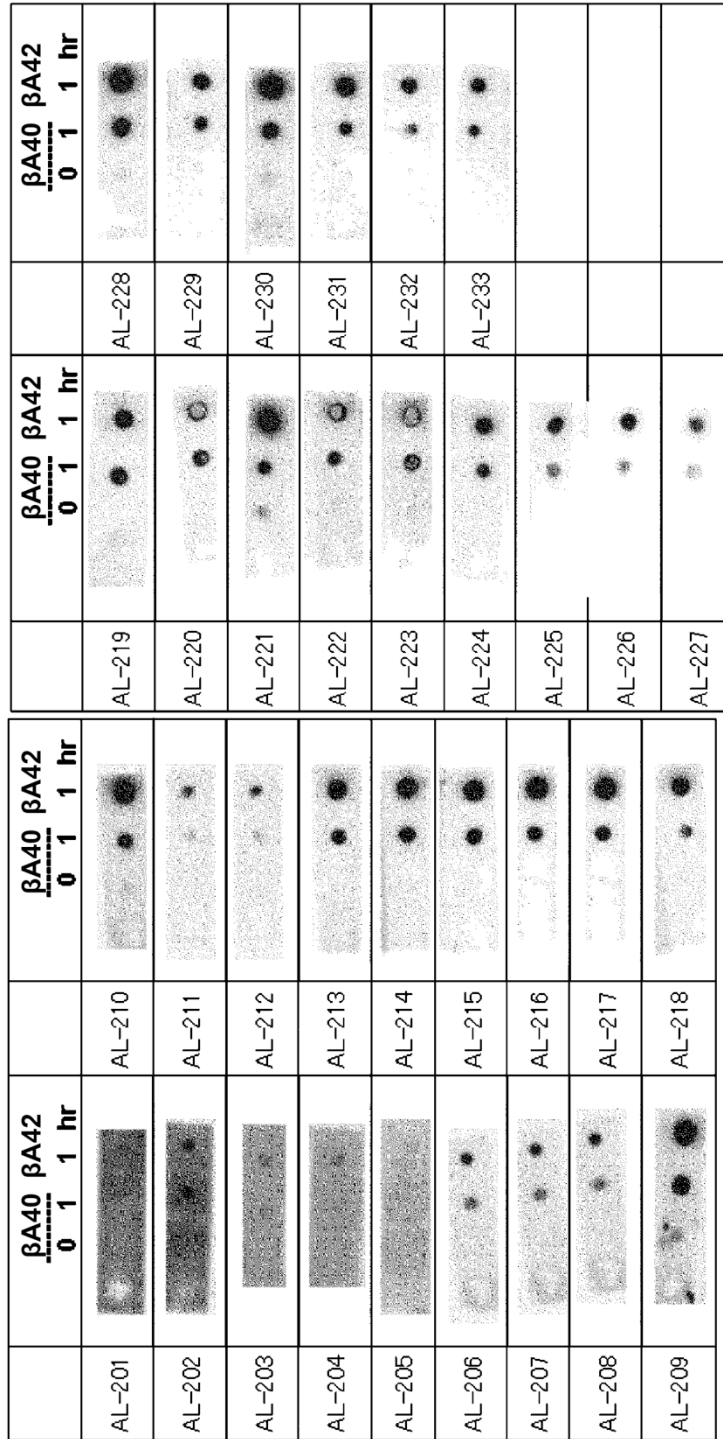 βA40 βA42
0 1 1 hr
AL-201
AL-202
AL-203
AL-204
AL-205
AL-206
AL-207
AL-208
AL-209
βA40 βA42
0 1 1 hr
AL-210
AL-211
AL-212
AL-213
AL-214
AL-215
AL-216
AL-217
AL-218
βA40 βA42
0 1 1 hr
AL-219
AL-220
AL-221
AL-222
AL-223
AL-224
AL-225
AL-226
AL-227
βA40 βA42
0 1 1 hr
AL-228
AL-229
AL-230
AL-231
AL-232
AL-233